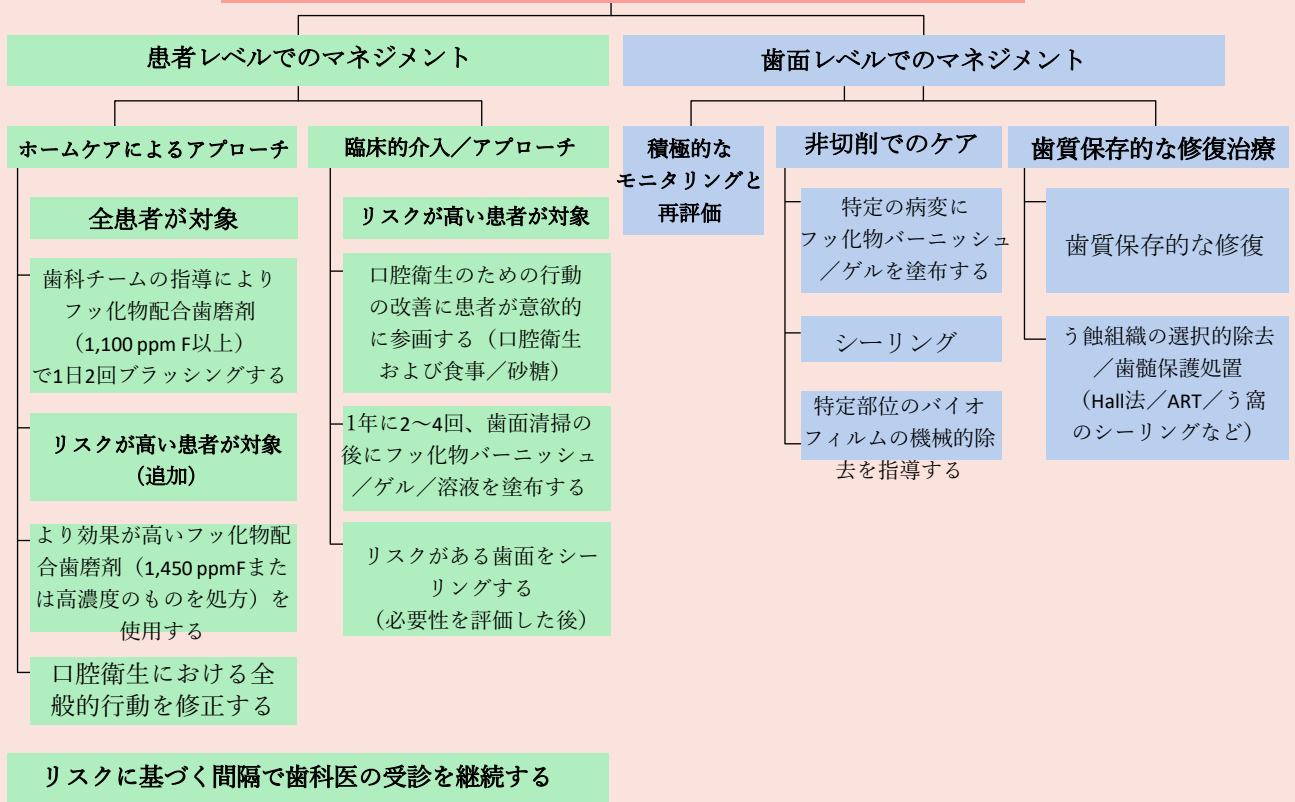 患者レベルでのマネジメント
歯面レベルでのマネジメント
ホームケアによるアプローチ
全患者が対象
歯科チームの指導により
フッ化物配合歯磨剤
（1,100 ppm F以上）
で1日2回ブラッシングする
リスクが高い患者が対象
（追加）
より効果が高いフッ化物配
合歯磨剤（1,450 ppmFまた
は高濃度のものを処方）を
使用する
口腔衛生における全
般的行動を修正する
臨床的介入／アプローチ
リスクが高い患者が対象
口腔衛生のための行動
の改善に患者が意欲的
に参画する（口腔衛生
および食事／砂糖）
1年に2〜4回、歯面清掃の
後にフッ化物バーニッシュ
／ゲル／溶液を塗布する
リスクがある歯面をシー
リングする
（必要性を評価した後）
リスクに基づく間隔で歯科医の受診を継続する
積極的な
モニタリングと
再評価
非切削でのケア
特定の病変に
フッ化物バーニッシュ
／ゲルを塗布する
シーリング
特定部位のバイオ
フィルムの機械的除
去を指導する
歯質保存的な修復治療
歯質保存的な修復
う蝕組織の選択的除去
／歯髄保護処置
（Hall法／ART／う窩
のシーリングなど）